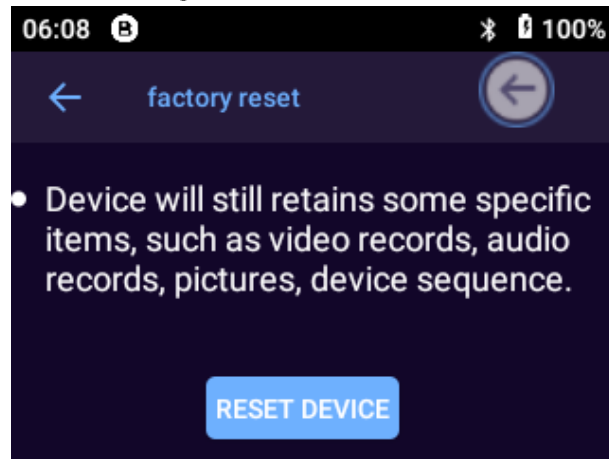 06:08 B 100%
factory reset
Device will still retains some specific
items, such as video records, audio
records, pictures, device sequence.
RESET DEVICE